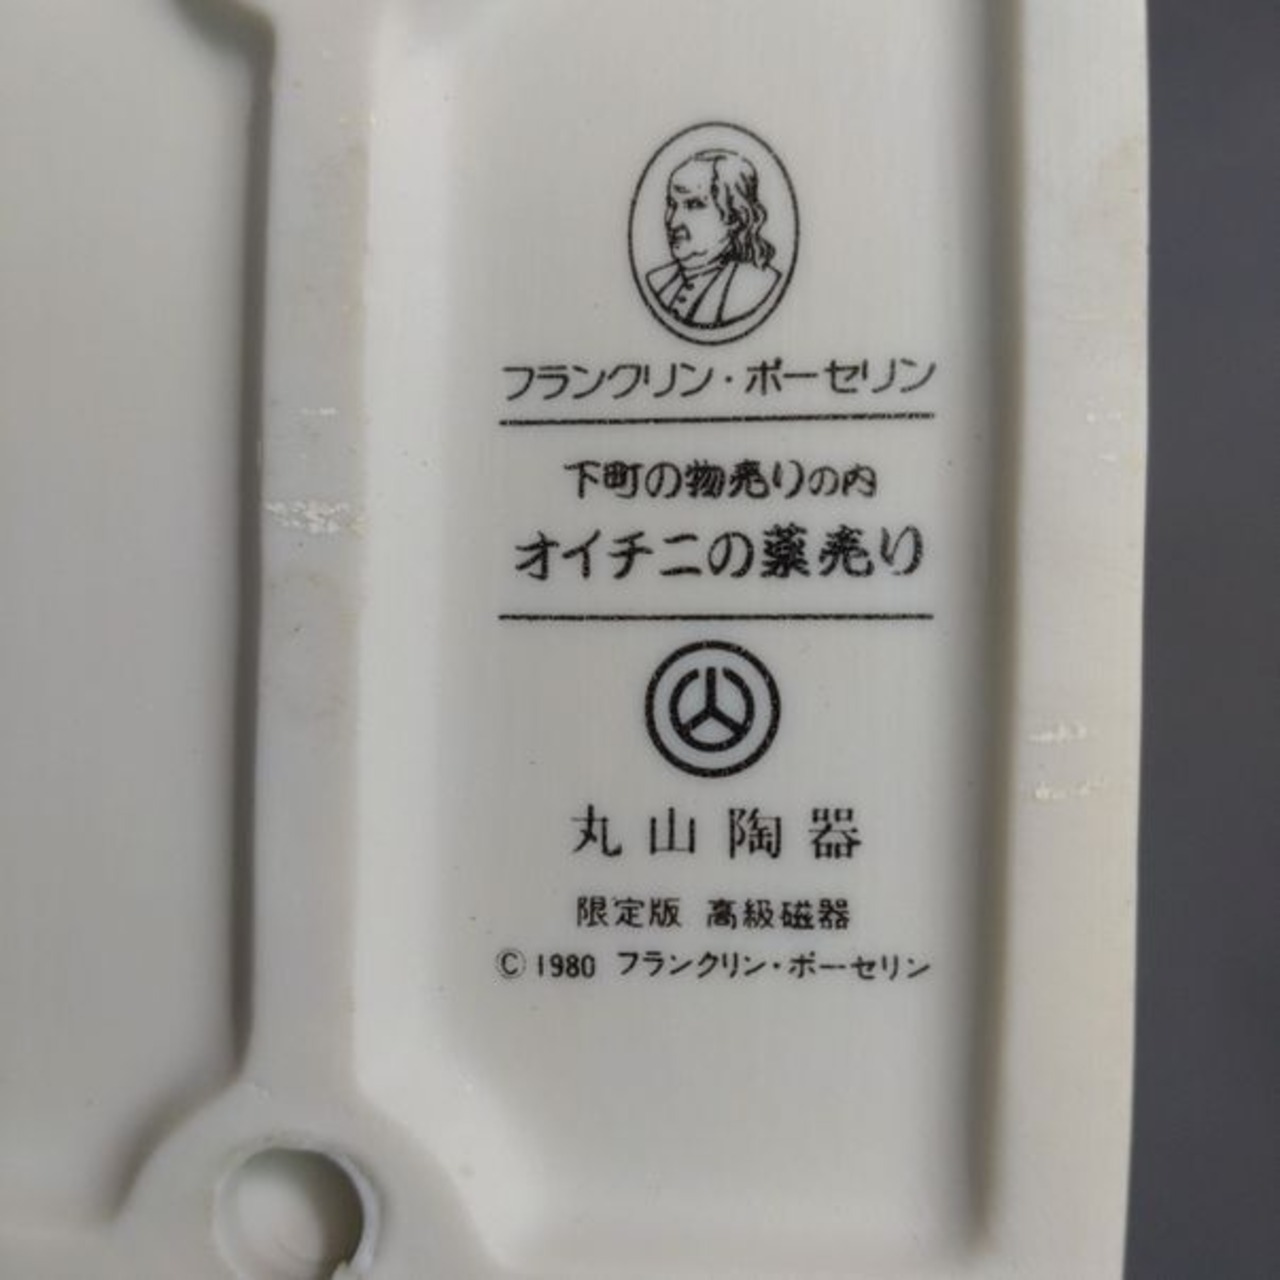 フランクリン・ポーセリン
下町の物売りの内
オイチニの薬売り
丸山陶器
限定版 高級磁器
© 1980 フランクリン・ポーセリン